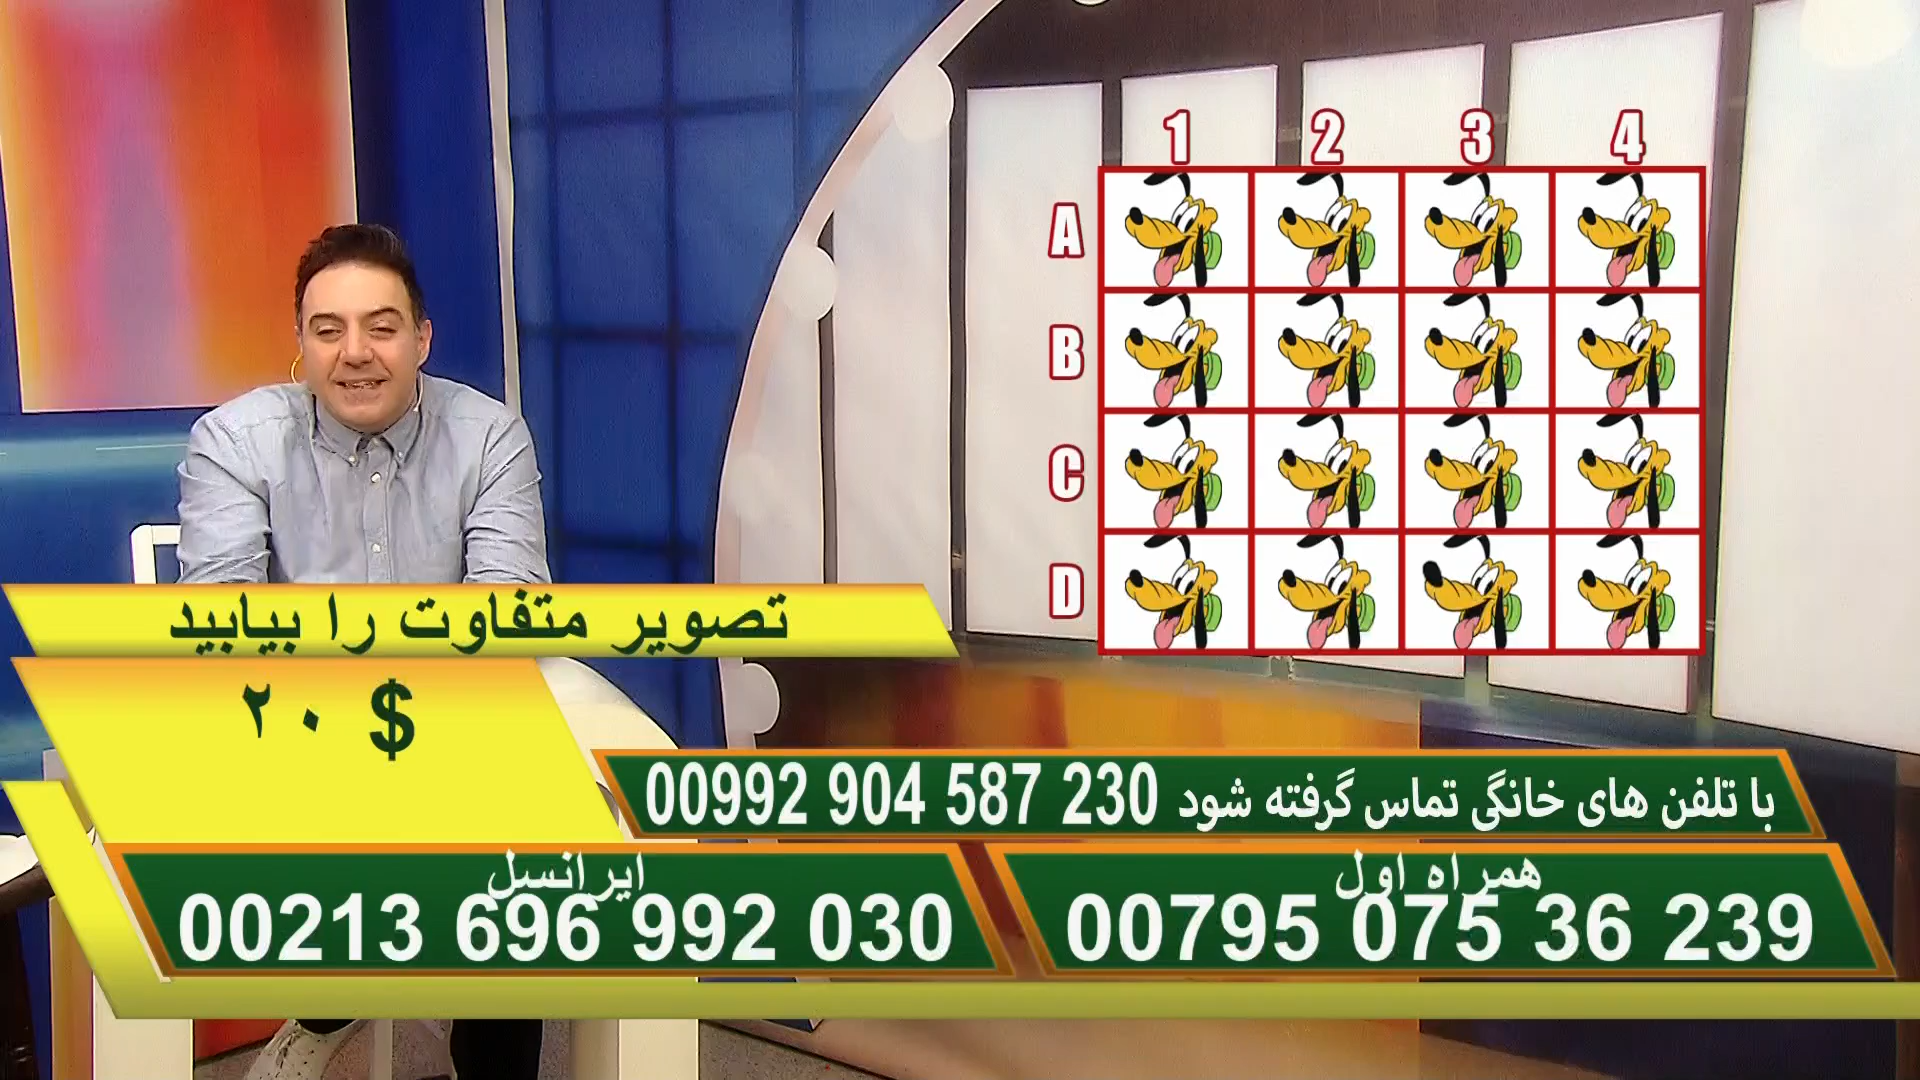 1 2 3 4
A
B
C
D
تصویر متفاوت را بیابید
۲۰ $
با تلفن های خانگی تماس گرفته شود 00992 904 587 230
ایرانسل
00213 696 992 030
همراه اول
00795 075 36 239